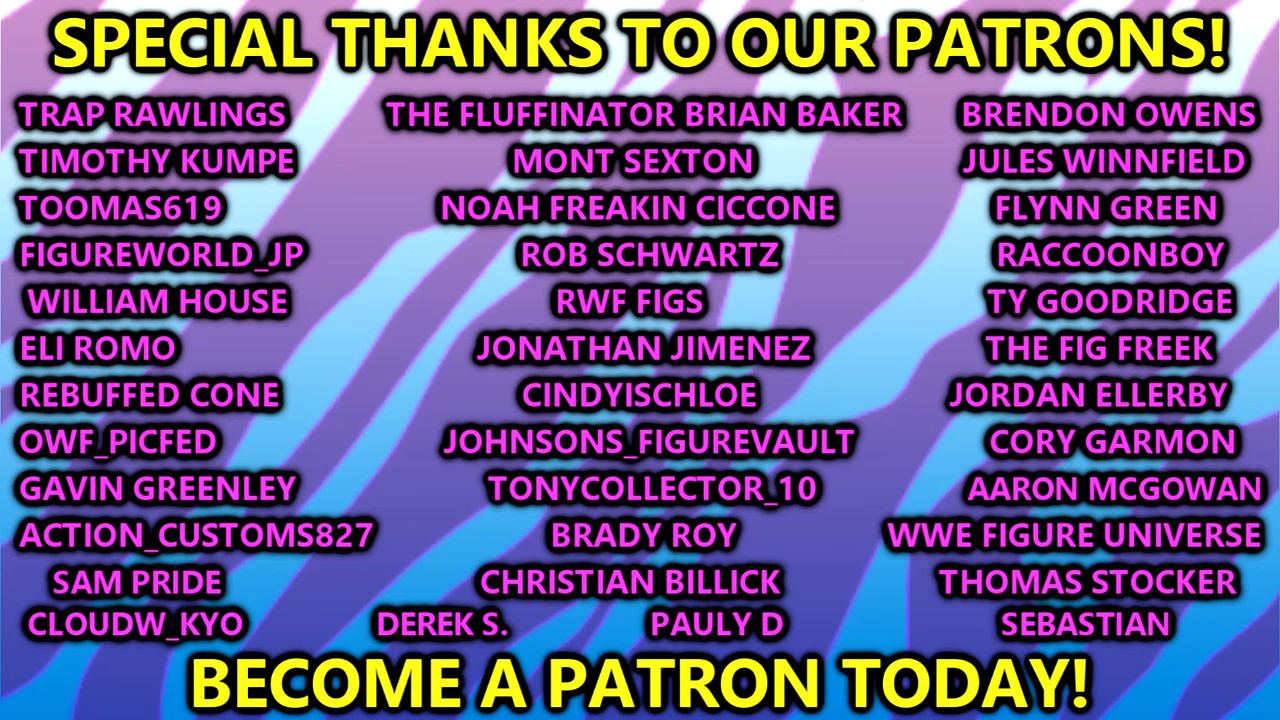 SPECIAL THANKS TO OUR PATRONS!
TRAP RAWLINGS THE FLUFFINATOR BRIAN BAKER BRENDON OWENS
TIMOTHY KUMPE MONT SEXTON JULES WINNFIELD
TOOMAS619 NOAH FREAKIN CICCONE FLYNN GREEN
FIGUREWORLD_JP ROB SCHWARTZ RACCOONBOY
WILLIAM HOUSE RWF FIGS TY GOODRIDGE
ELI ROMO JONATHAN JIMENEZ THE FIG FREEK
REBUFFED CONE CINDYISCHLOE JORDAN ELLERBY
OWF_PICFED JOHNSONS_FIGUREVAULT CORY GARMON
GAVIN GREENLEY TONYCOLLECTOR_10 AARON MCGOWAN
ACTION_CUSTOMS827 BRADY ROY WWE FIGURE UNIVERSE
SAM PRIDE CHRISTIAN BILLICK THOMAS STOCKER
CLOUDW_KYO DEREK S. PAULY D SEBASTIAN
BECOME A PATRON TODAY!